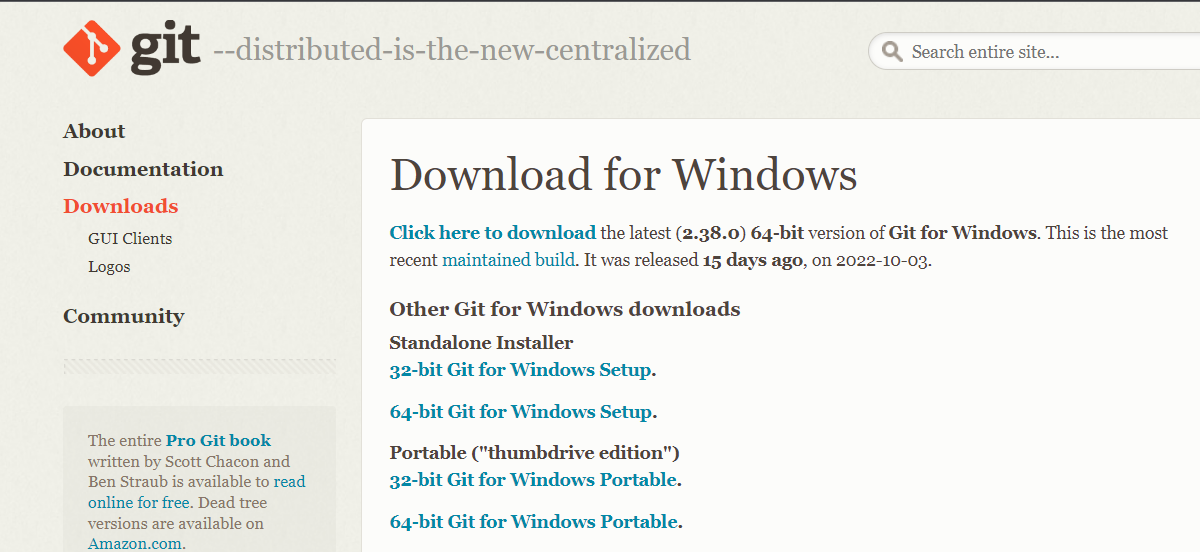 git --distributed-is-the-new-centralized
Search entire site...
About
Documentation
Downloads
GUI Clients
Logos
Community
The entire Pro Git book
written by Scott Chacon and
Ben Straub is available to read
online for free. Dead tree
versions are available on
Amazon.com.
Download for Windows
Click here to download the latest (2.38.0) 64-bit version of Git for Windows. This is the most
recent maintained build. It was released 15 days ago, on 2022-10-03.
Other Git for Windows downloads
Standalone Installer
32-bit Git for Windows Setup.
64-bit Git for Windows Setup.
Portable ("thumbdrive edition")
32-bit Git for Windows Portable.
64-bit Git for Windows Portable.